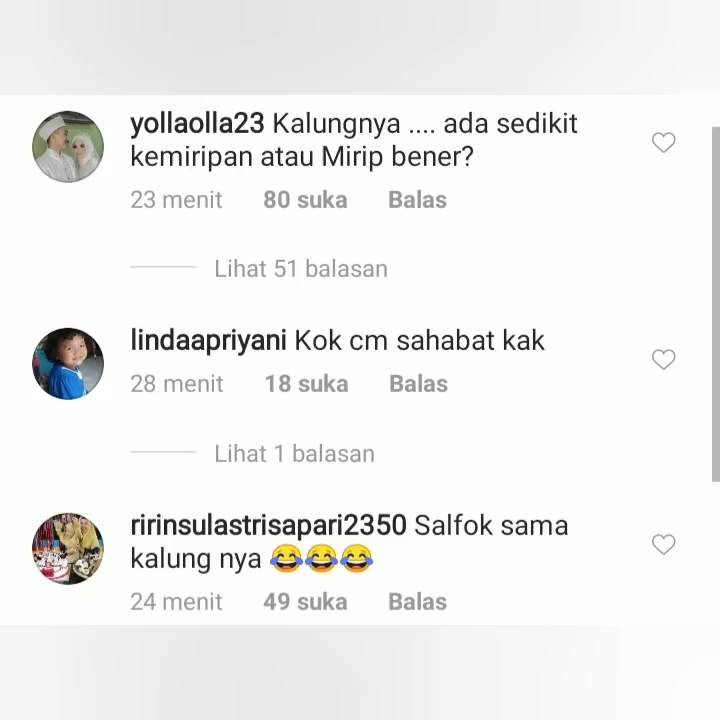 yollaolla23 Kalungnya .... ada sedikit
kemiripan atau Mirip bener?
23 menit 80 suka Balas
Lihat 51 balasan
lindaapriyani Kok cm sahabat kak
28 menit 18 suka Balas
Lihat 1 balasan
ririnsulastrisapari2350 Salfok sama
kalung nya 😂😂😂
24 menit 49 suka Balas